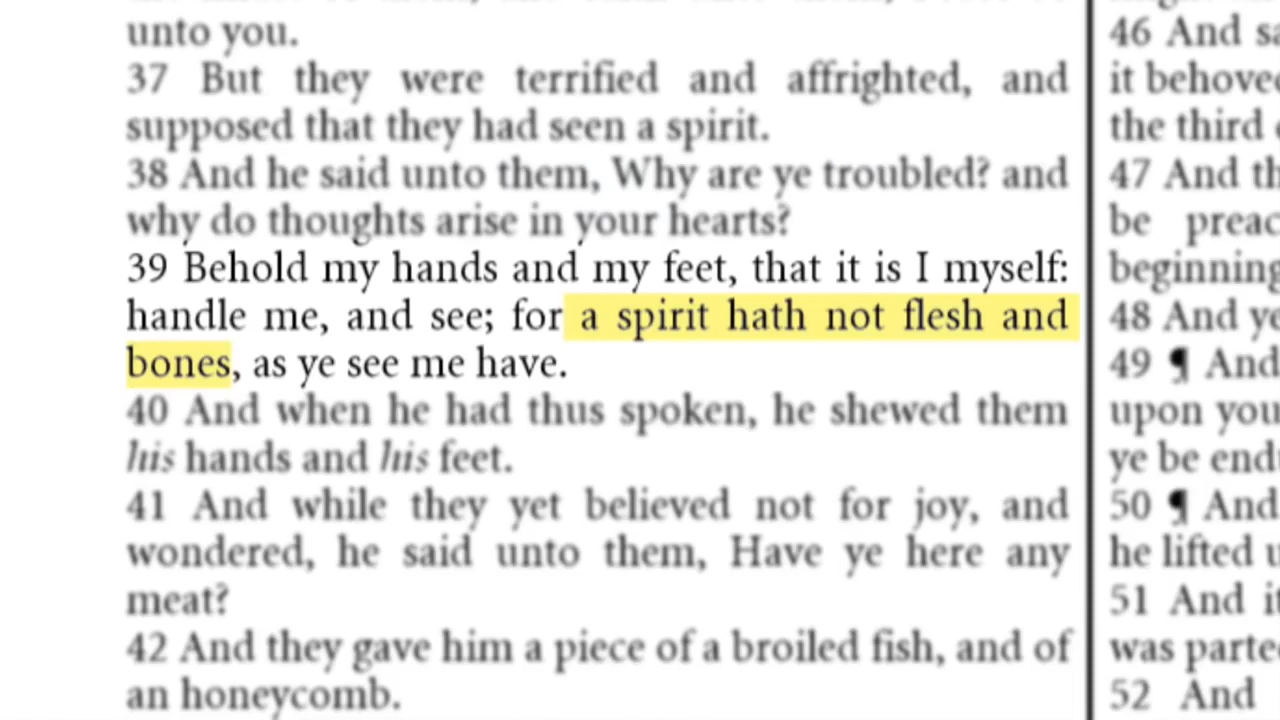 unto you.
37 But they were terrified and affrighted, and
supposed that they had seen a spirit.
38 And he said unto them, Why are ye troubled? and
why do thoughts arise in your hearts?
39 Behold my hands and my feet, that it is I myself:
handle me, and see; for a spirit hath not flesh and
bones, as ye see me have.
40 And when he had thus spoken, he shewed them
his hands and his feet.
41 And while they yet believed not for joy, and
wondered, he said unto them, Have ye here any
meat?
42 And they gave him a piece of a broiled fish, and of
an honeycomb.
46 And
it
the third
47 And
be
beginning
48 And
49 ¶ And
upon you
ye be
50 ¶ And
he lifted
51 And
was
52 And